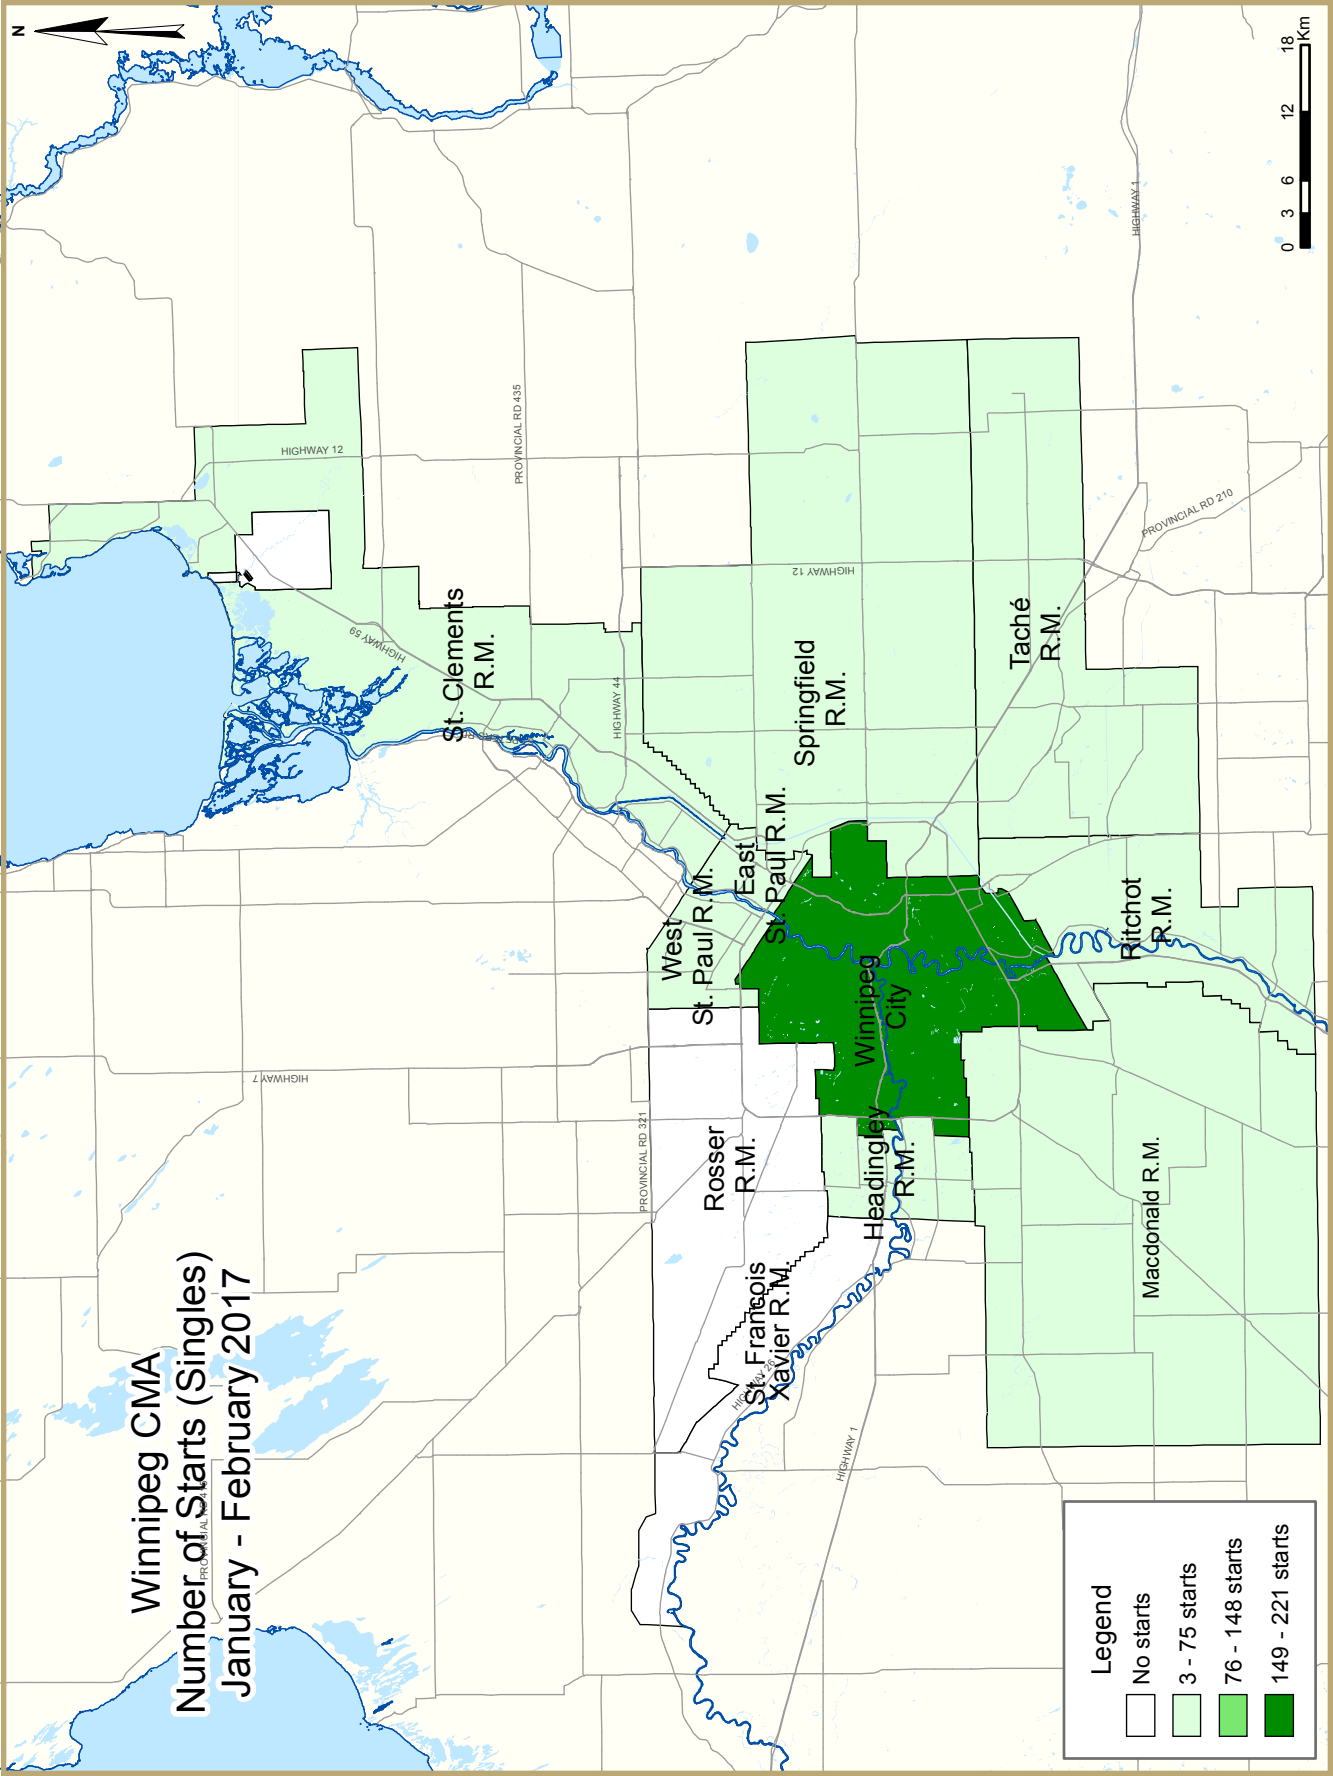 Winnipeg CMA
Number of Starts (Singles)
January - February 2017
N
PROVINCIAL RD 435
HIGHWAY 12
HIGHWAY 59
St. Clements
R.M.
HIGHWAY 44
HIGHWAY 7
PROVINCIAL RD 321
West
St. Paul R.M.
East
St. Paul R.M.
Springfield
R.M.
HIGHWAY 12
HIGHWAY 1
Rosser
R.M.
St. Francois
Xavier R.M.
HIGHWAY 26
Winnipeg
City
Headingley
R.M.
HIGHWAY 1
Taché
R.M.
PROVINCIAL RD 210
Ritchot
R.M.
Macdonald R.M.
Legend
No starts
3 - 75 starts
76 - 148 starts
149 - 221 starts
0 3 6 12 18
Km